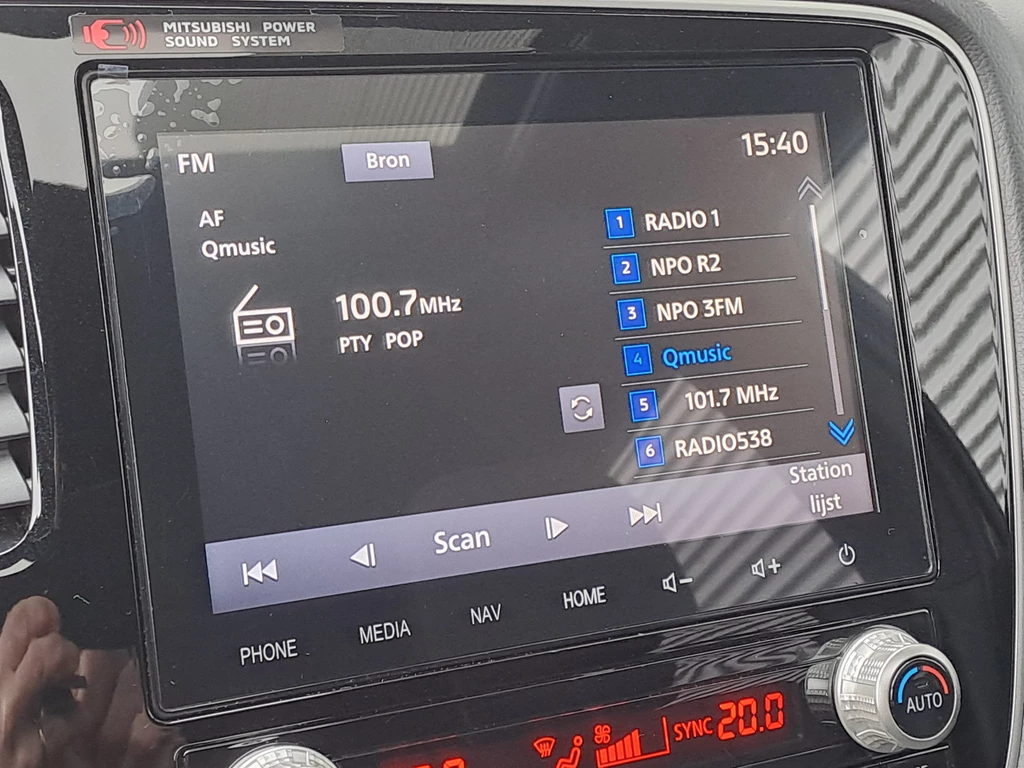 MITSUBISHI POWER
SOUND SYSTEM
FM
Bron
15:40
AF
Qmusic
100.7 MHz
PTY POP
1 RADIO 1
2 NPO R2
3 NPO 3FM
4 Qmusic
5 101.7 MHz
6 RADIO538
Scan
Station
lijst
PHONE
MEDIA
NAV
HOME
SYNC 20.0
AUTO